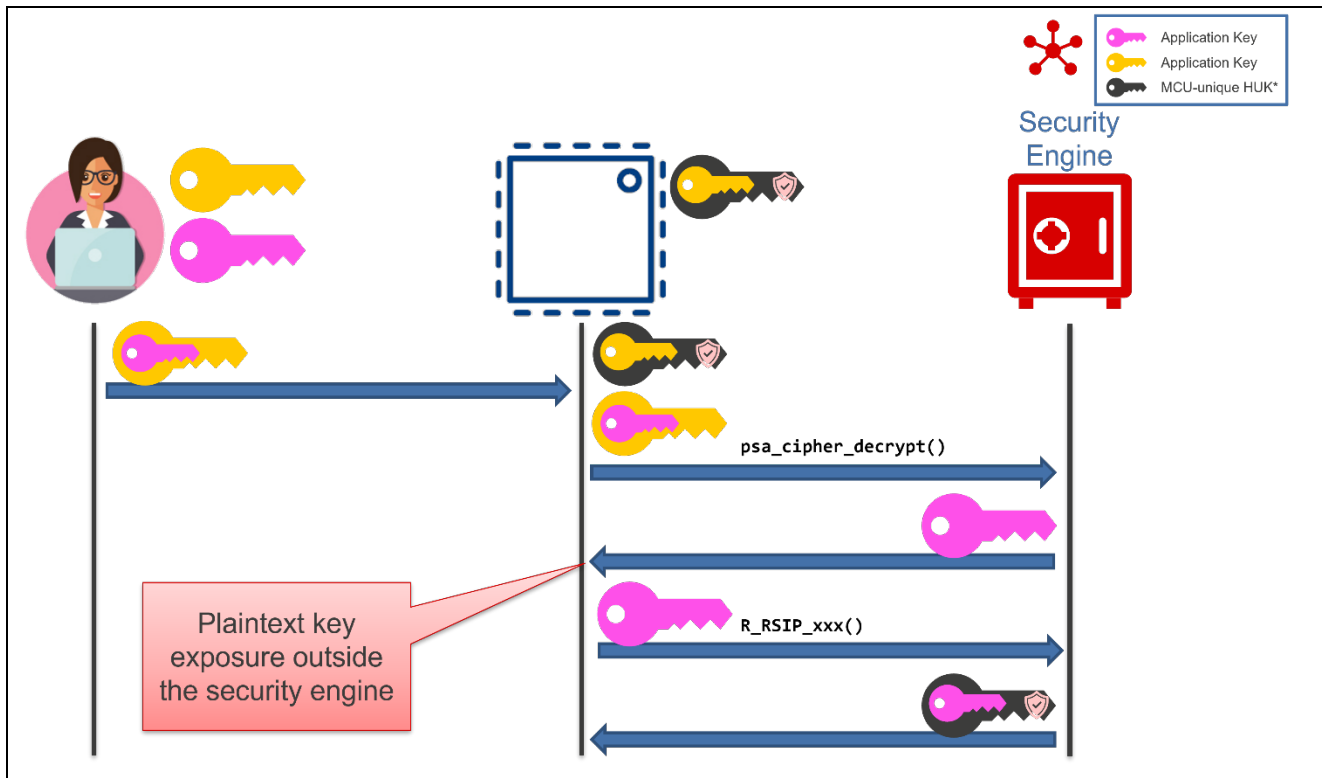 Application Key
Application Key
MCU-unique HUK*
Security
Engine
psa_cipher_decrypt()
Plaintext key
exposure outside
the security engine
R_RSIP_xxx()